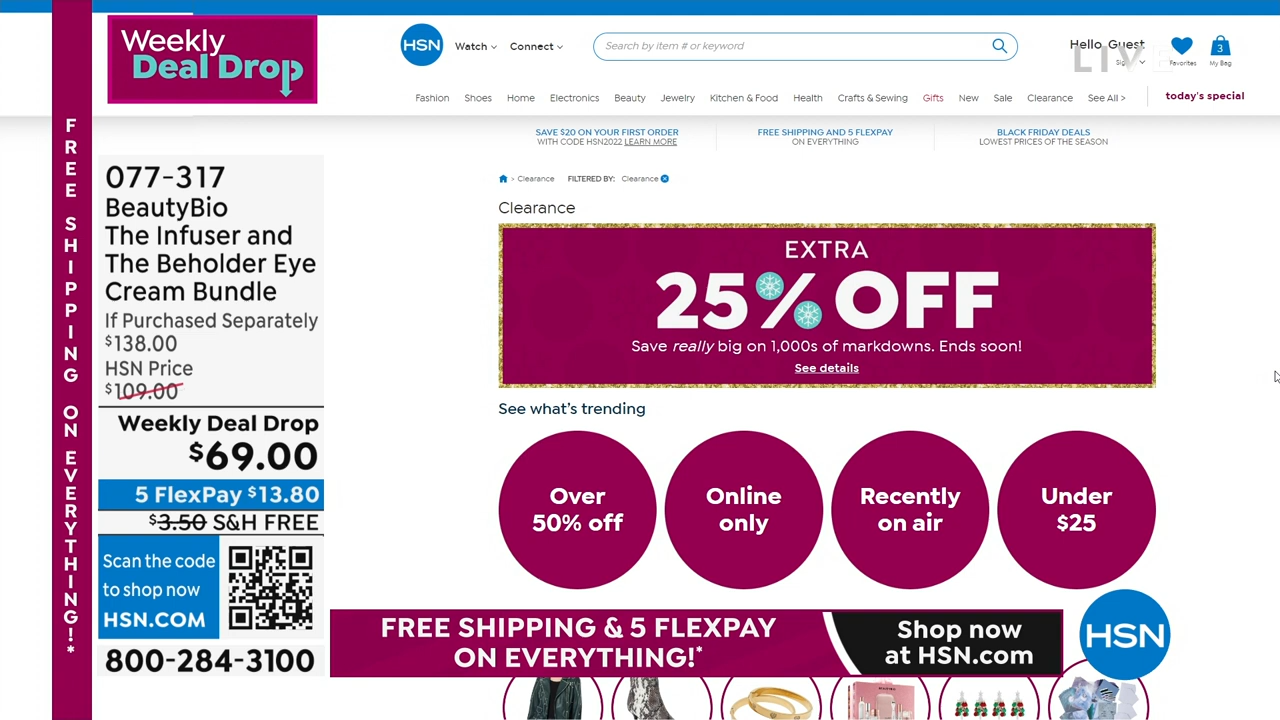 Weekly
Deal Drop
FREE SHIPPING ON EVERYTHING!*
077-317
BeautyBio
The Infuser and
The Beholder Eye
Cream Bundle
If Purchased Separately
$138.00
HSN Price
$109.00
Weekly Deal Drop
$69.00
5 FlexPay $13.80
$3.50 S&H FREE
Scan the code
to shop now
HSN.COM
800-284-3100
HSN
Watch
Connect
Search by item # or keyword
Hello, Guest
LIVE
Favorites
3
My Bag
Fashion Shoes Home Electronics Beauty Jewelry Kitchen & Food Health Crafts & Sewing Gifts New Sale Clearance See All >
today's special
SAVE $20 ON YOUR FIRST ORDER
WITH CODE HSN2022 LEARN MORE
FREE SHIPPING AND 5 FLEXPAY
ON EVERYTHING
BLACK FRIDAY DEALS
LOWEST PRICES OF THE SEASON
> Clearance FILTERED BY: Clearance
Clearance
EXTRA
25% OFF
Save really big on 1,000s of markdowns. Ends soon!
See details
See what's trending
Over
50% off
Online
only
Recently
on air
Under
$25
FREE SHIPPING & 5 FLEXPAY
ON EVERYTHING!*
Shop now
at HSN.com
HSN